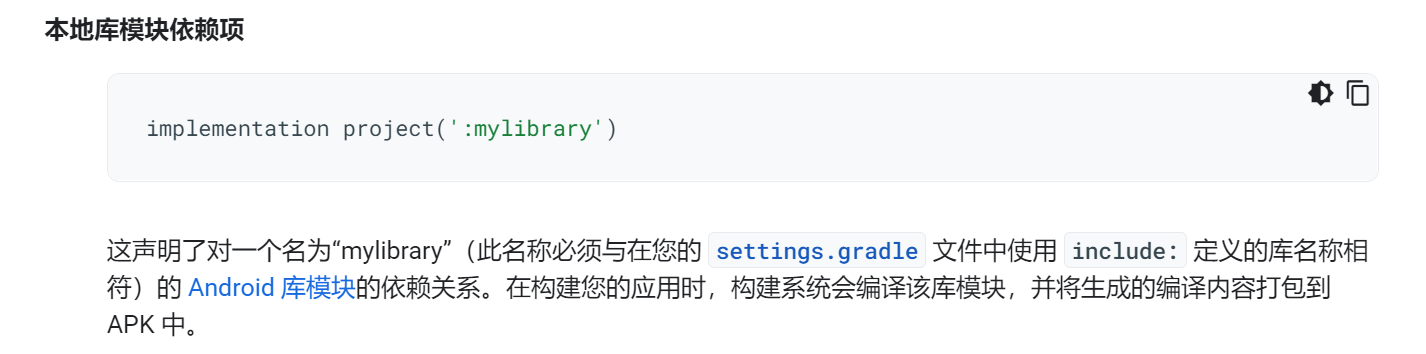 本地库模块依赖项
implementation project(':mylibrary')
这声明了对一个名为“mylibrary”（此名称必须与在您的 settings.gradle 文件中使用 include: 定义的库名称相
符）的 Android 库模块的依赖关系。在构建您的应用时，构建系统会编译该库模块，并将生成的编译内容打包到
APK 中。